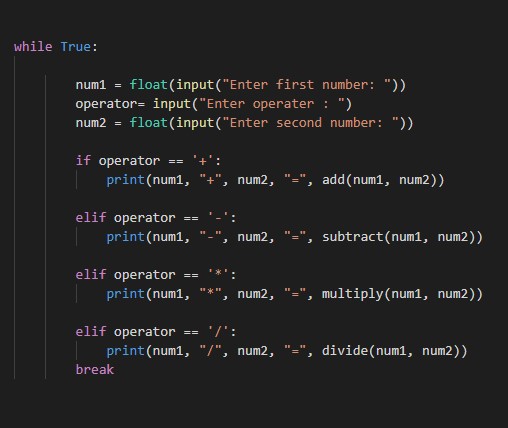 while True:
num1 = float(input("Enter first number: "))
operator= input("Enter operater : ")
num2 = float(input("Enter second number: "))
if operator == '+':
print(num1, "+", num2, "=", add(num1, num2))
elif operator == '-':
print(num1, "-", num2, "=", subtract(num1, num2))
elif operator == '*':
print(num1, "*", num2, "=", multiply(num1, num2))
elif operator == '/':
print(num1, "/", num2, "=", divide(num1, num2))
break